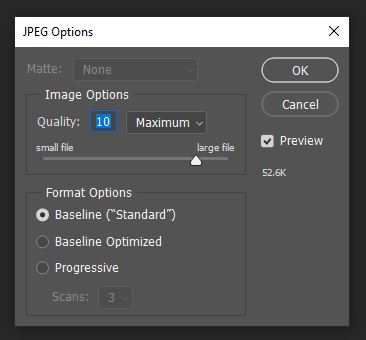 JPEG Options
Matte: None
OK
Image Options
Cancel
Quality: 10 Maximum
Preview
small file large file
52.6K
Format Options
Baseline (“Standard”)
Baseline Optimized
Progressive
Scans: 3